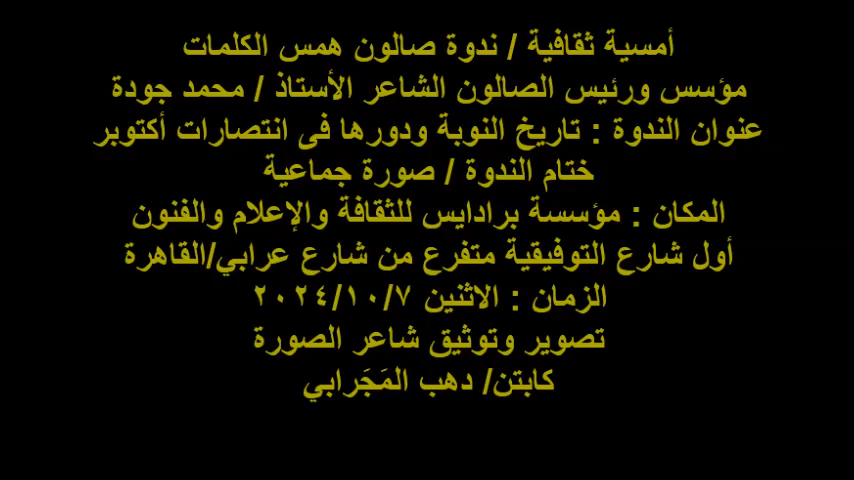 أمسية ثقافية / ندوة صالون همس الكلمات
مؤسس ورئيس الصالون الشاعر الأستاذ / محمد جودة
عنوان الندوة : تاريخ النوبة ودورها فى انتصارات أكتوبر
ختام الندوة / صورة جماعية
المكان : مؤسسة برادايس للثقافة والإعلام والفنون
أول شارع التوفيقية متفرع من شارع عرابي/القاهرة
الزمان : الاثنين ٢٠٢٤/١٠/٧
تصوير وتوثيق شاعر الصورة
كابتن/ دهب المَجَرابي